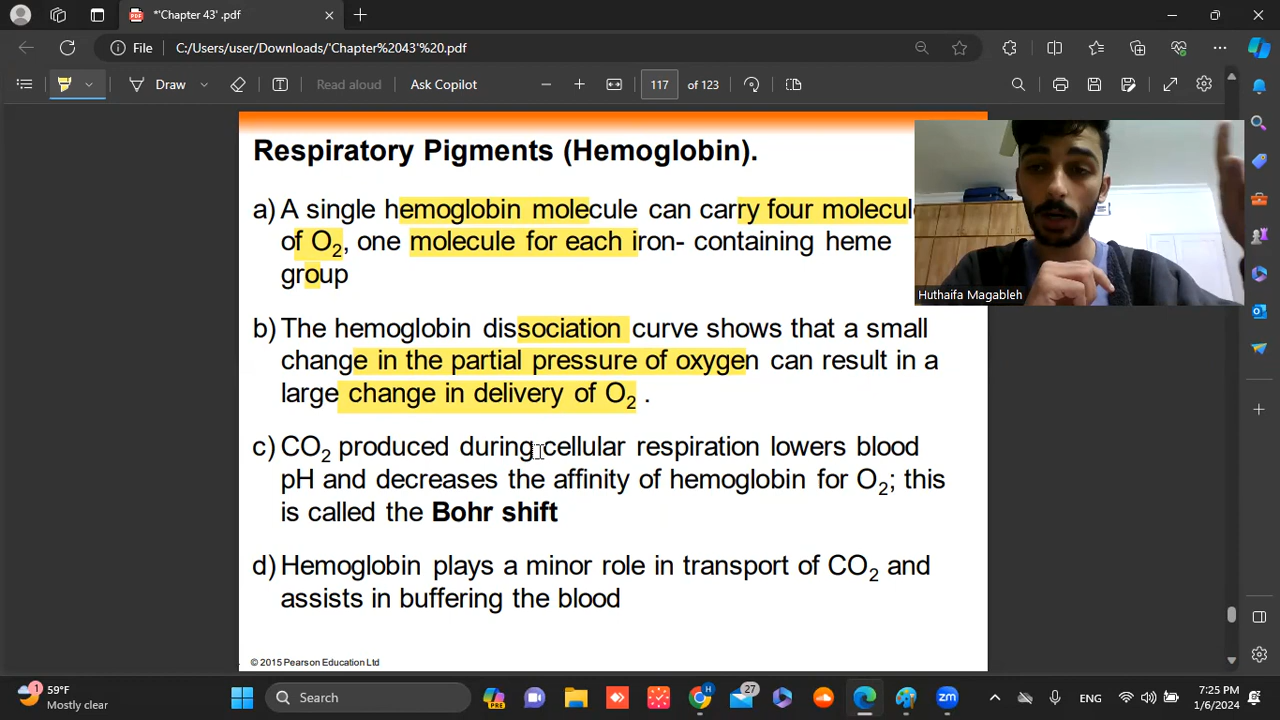 *'Chapter 43' .pdf
File
C:/Users/user/Downloads/'Chapter%2043'%20.pdf
Draw
Read aloud
Ask Copilot
117
of 123
Respiratory Pigments (Hemoglobin).
a) A single hemoglobin molecule can carry four molecul
of O2, one molecule for each iron- containing heme
group
Huthaifa Magableh
b) The hemoglobin dissociation curve shows that a small
change in the partial pressure of oxygen can result in a
large change in delivery of O2 .
c) CO2 produced during cellular respiration lowers blood
pH and decreases the affinity of hemoglobin for O2; this
is called the Bohr shift
d) Hemoglobin plays a minor role in transport of CO2 and
assists in buffering the blood
© 2015 Pearson Education Ltd
1
59°F
Mostly clear
Search
PRE
27
ENG
7:25 PM
1/6/2024